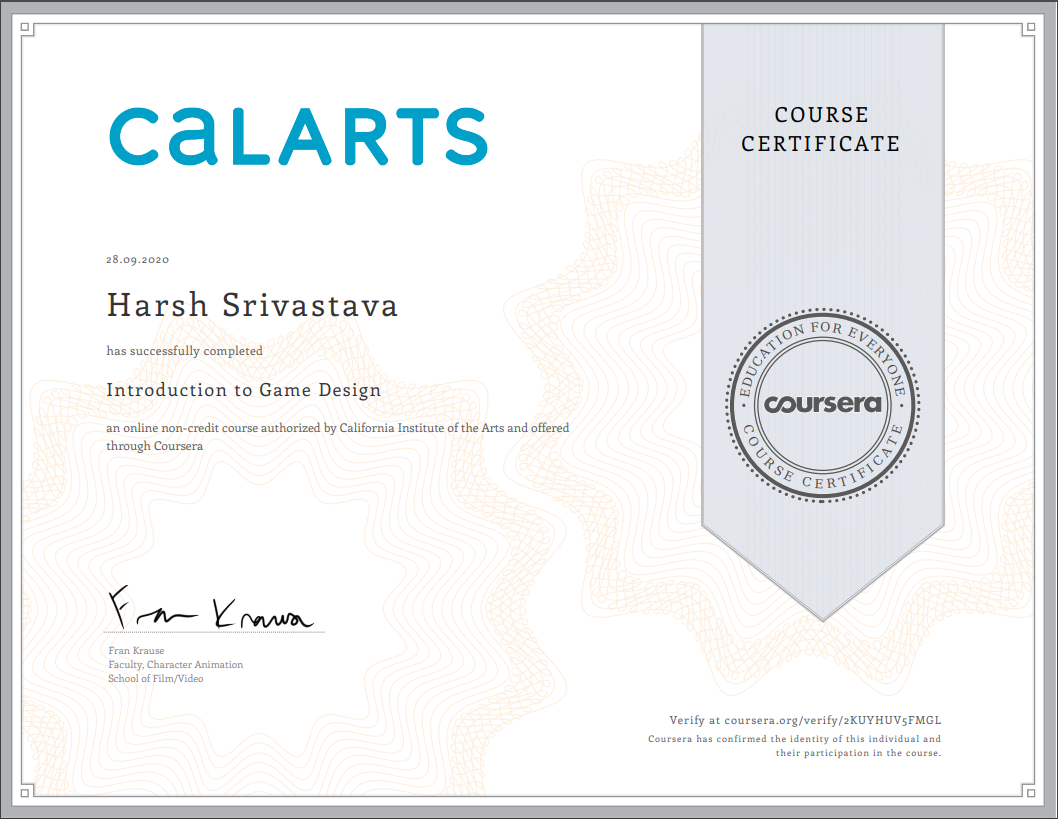 CaLARTS
COURSE
CERTIFICATE
28.09.2020
Harsh Srivastava
has successfully completed
Introduction to Game Design
an online non-credit course authorized by California Institute of the Arts and offered
through Coursera
EDUCATION FOR EVERYONE
coursera
COURSE CERTIFICATE
Fran Krause
Fran Krause
Faculty, Character Animation
School of Film/Video
Verify at coursera.org/verify/2KUYHUV5FMGL
Coursera has confirmed the identity of this individual and
their participation in the course.